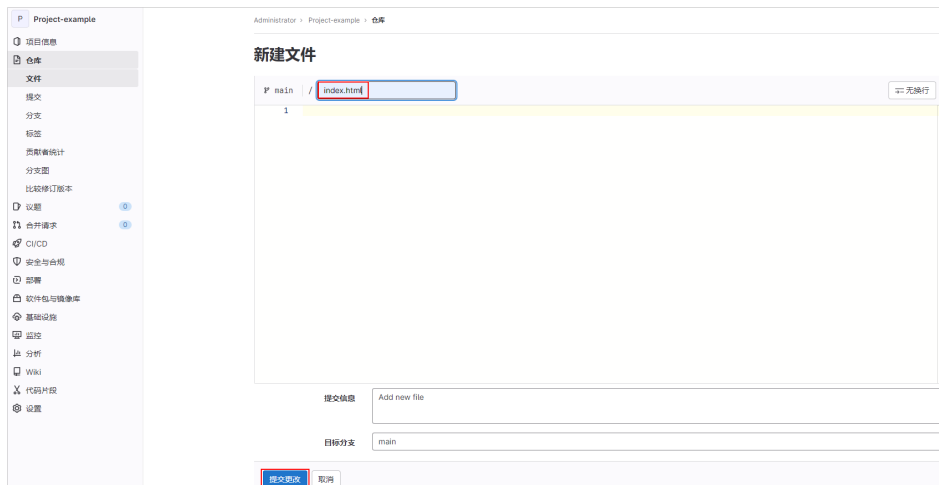 P Project-example
项目信息
仓库
文件
提交
分支
标签
贡献者统计
分支图
比较修订版本
议题 0
合并请求 0
CI/CD
安全与合规
部署
软件包与镜像库
基础设施
监控
分析
Wiki
代码片段
设置
Administrator › Project-example › 仓库
新建文件
main / index.html
无换行
1
提交信息 Add new file
目标分支 main
提交更改 取消